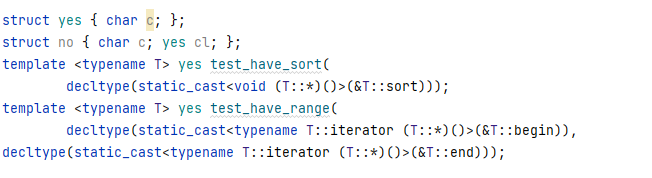 struct yes { char c; };
struct no { char c; yes cl; };
template <typename T> yes test_have_sort(
        decltype(static_cast<void (T::*)()>(&T::sort)));
template <typename T> yes test_have_range(
        decltype(static_cast<typename T::iterator (T::*)()>(&T::begin)),
decltype(static_cast<typename T::iterator (T::*)()>(&T::end)));